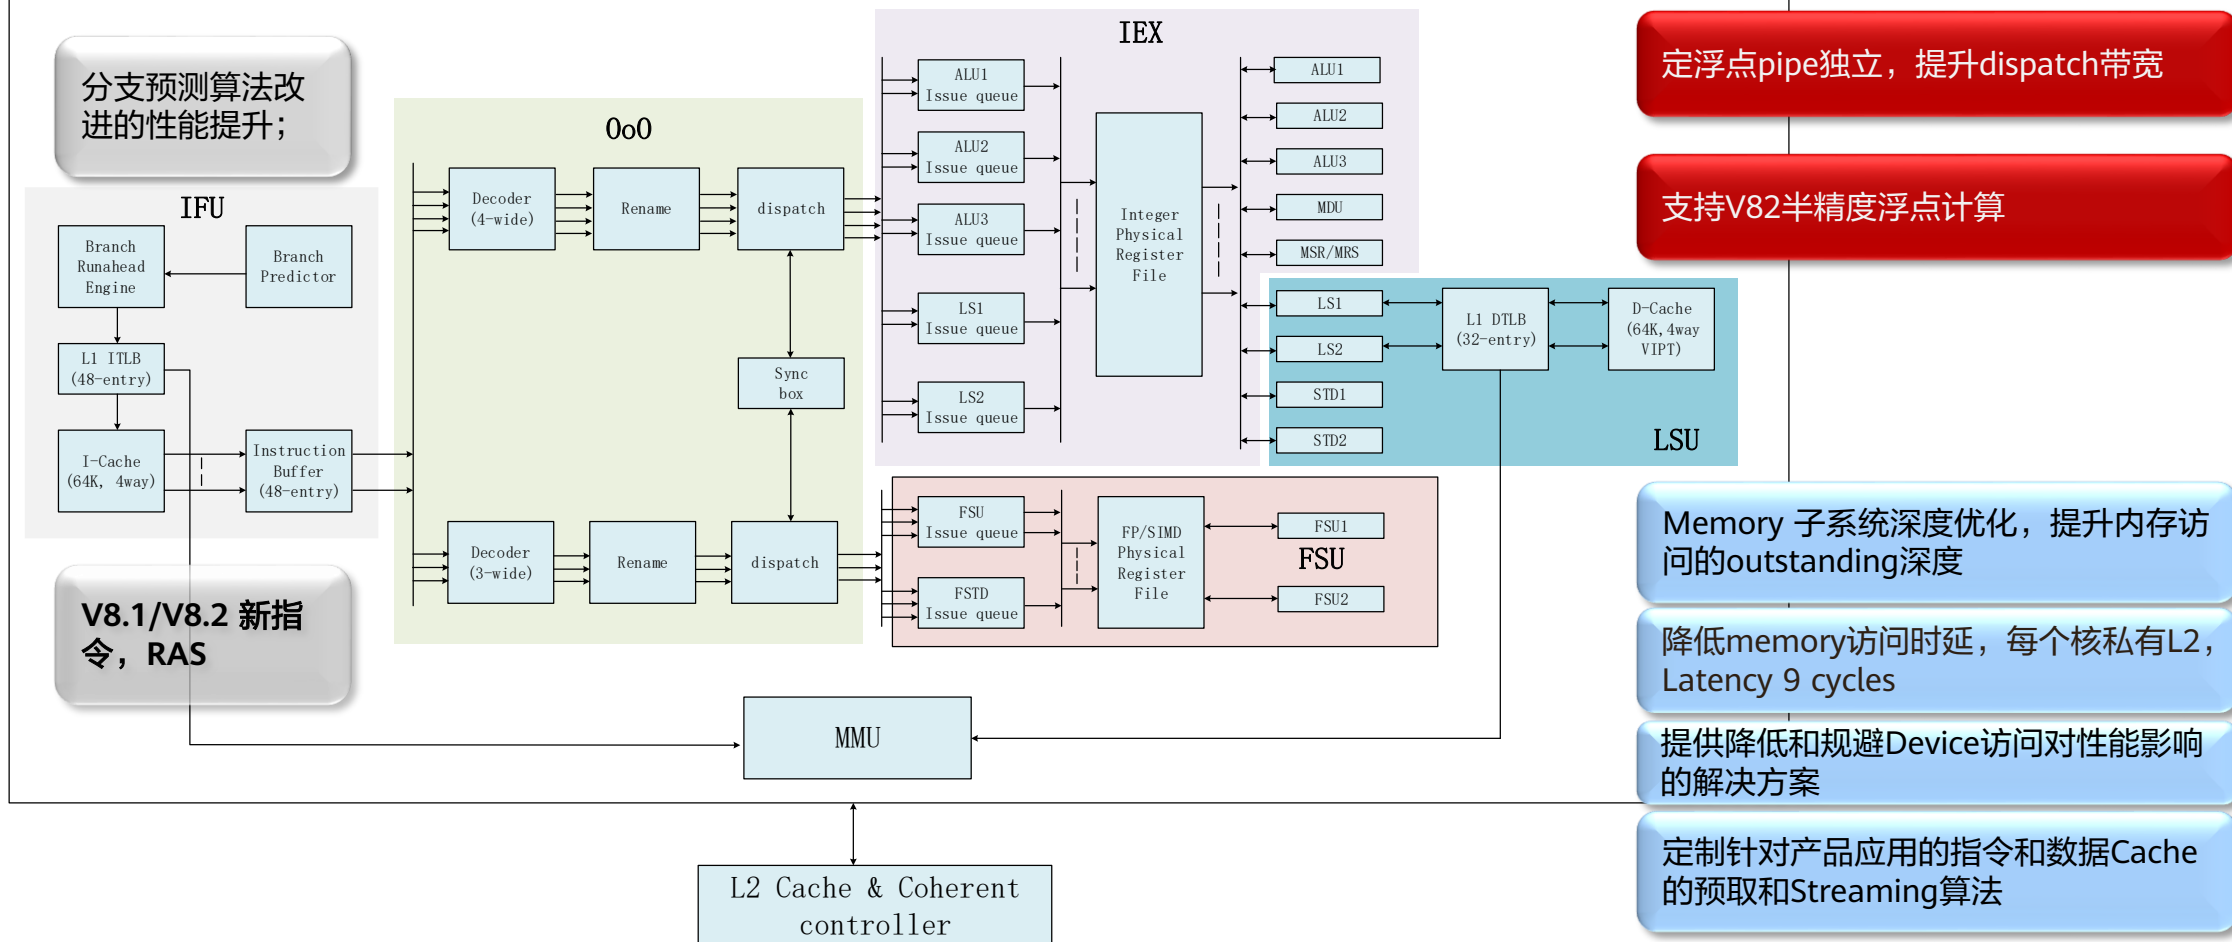 分支预测算法改
进的性能提升；
IFU
Branch
Runahead
Engine
Branch
Predictor
L1 ITLB
(48-entry)
I-Cache
(64K, 4way)
Instruction
Buffer
(48-entry)
V8.1/V8.2 新指
令，RAS
OoO
Decoder
(4-wide)
Rename
dispatch
Sync
box
Decoder
(3-wide)
Rename
dispatch
IEX
ALU1
Issue queue
ALU2
Issue queue
ALU3
Issue queue
LS1
Issue queue
LS2
Issue queue
Integer
Physical
Register
File
ALU1
ALU2
ALU3
MDU
MSR/MRS
LS1
LS2
STD1
STD2
L1 DTLB
(32-entry)
D-Cache
(64K,4way
VIPT)
LSU
FSU
Issue queue
FSTD
Issue queue
FP/SIMD
Physical
Register
File
FSU1
FSU
FSU2
MMU
L2 Cache & Coherent
controller
定浮点pipe独立，提升dispatch带宽
支持V82半精度浮点计算
Memory 子系统深度优化，提升内存访
问的outstanding深度
降低memory访问时延，每个核私有L2，
Latency 9 cycles
提供降低和规避Device访问对性能影响
的解决方案
定制针对产品应用的指令和数据Cache
的预取和Streaming算法